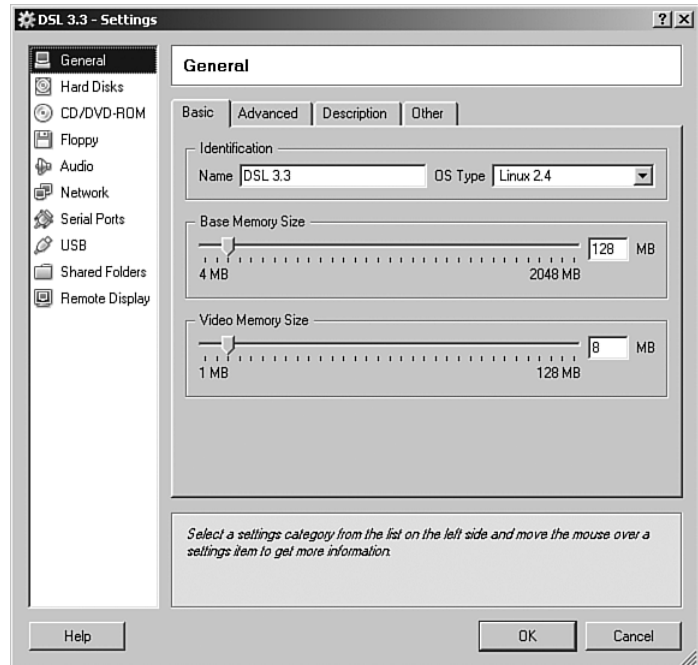 DSL 3.3 - Settings
General
Hard Disks
CD/DVD-ROM
Floppy
Audio
Network
Serial Ports
USB
Shared Folders
Remote Display
General
Basic Advanced Description Other
Identification
Name DSL 3.3 OS Type Linux 2.4
Base Memory Size
128 MB
4 MB 2048 MB
Video Memory Size
8 MB
1 MB 128 MB
Select a settings category from the list on the left side and move the mouse over a
settings item to get more information.
Help OK Cancel